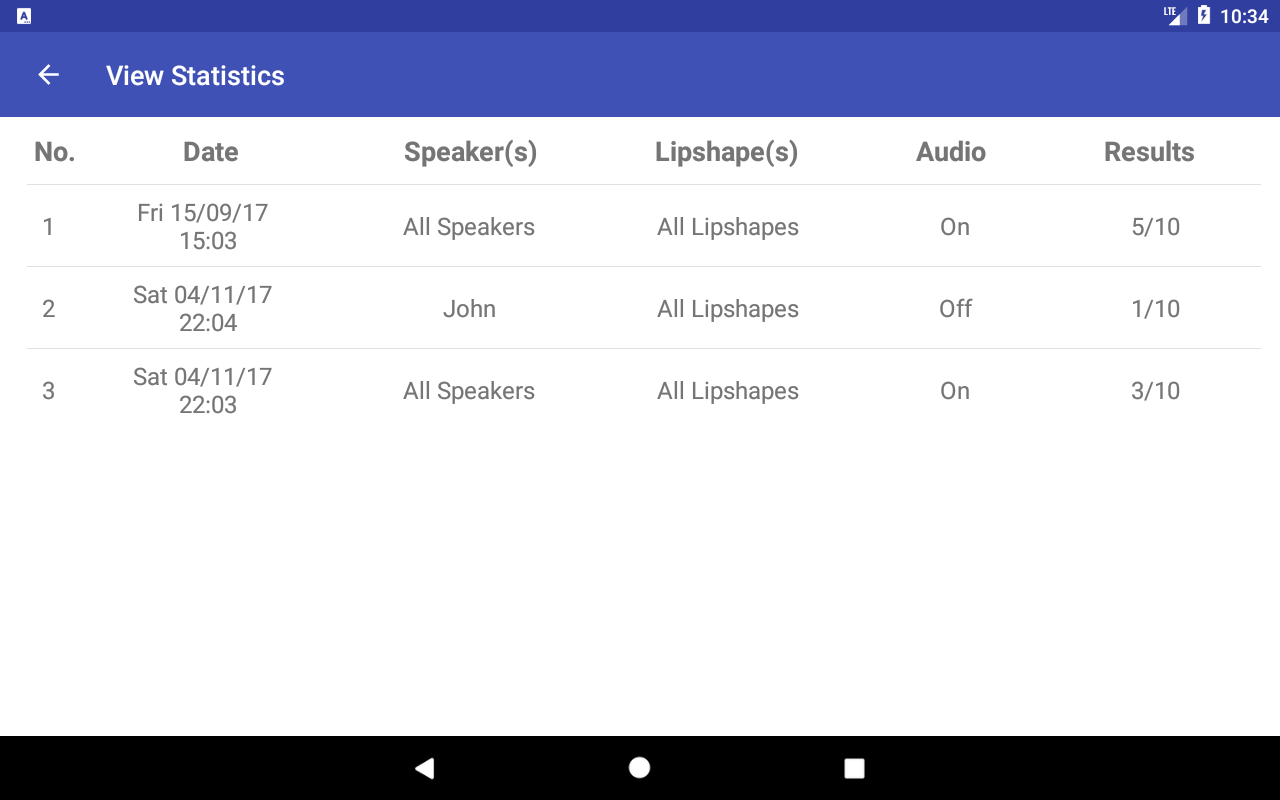 LTE 10:34
View Statistics
No. Date Speaker(s) Lipshape(s) Audio Results
1 Fri 15/09/17 15:03 All Speakers All Lipshapes On 5/10
2 Sat 04/11/17 22:04 John All Lipshapes Off 1/10
3 Sat 04/11/17 22:03 All Speakers All Lipshapes On 3/10